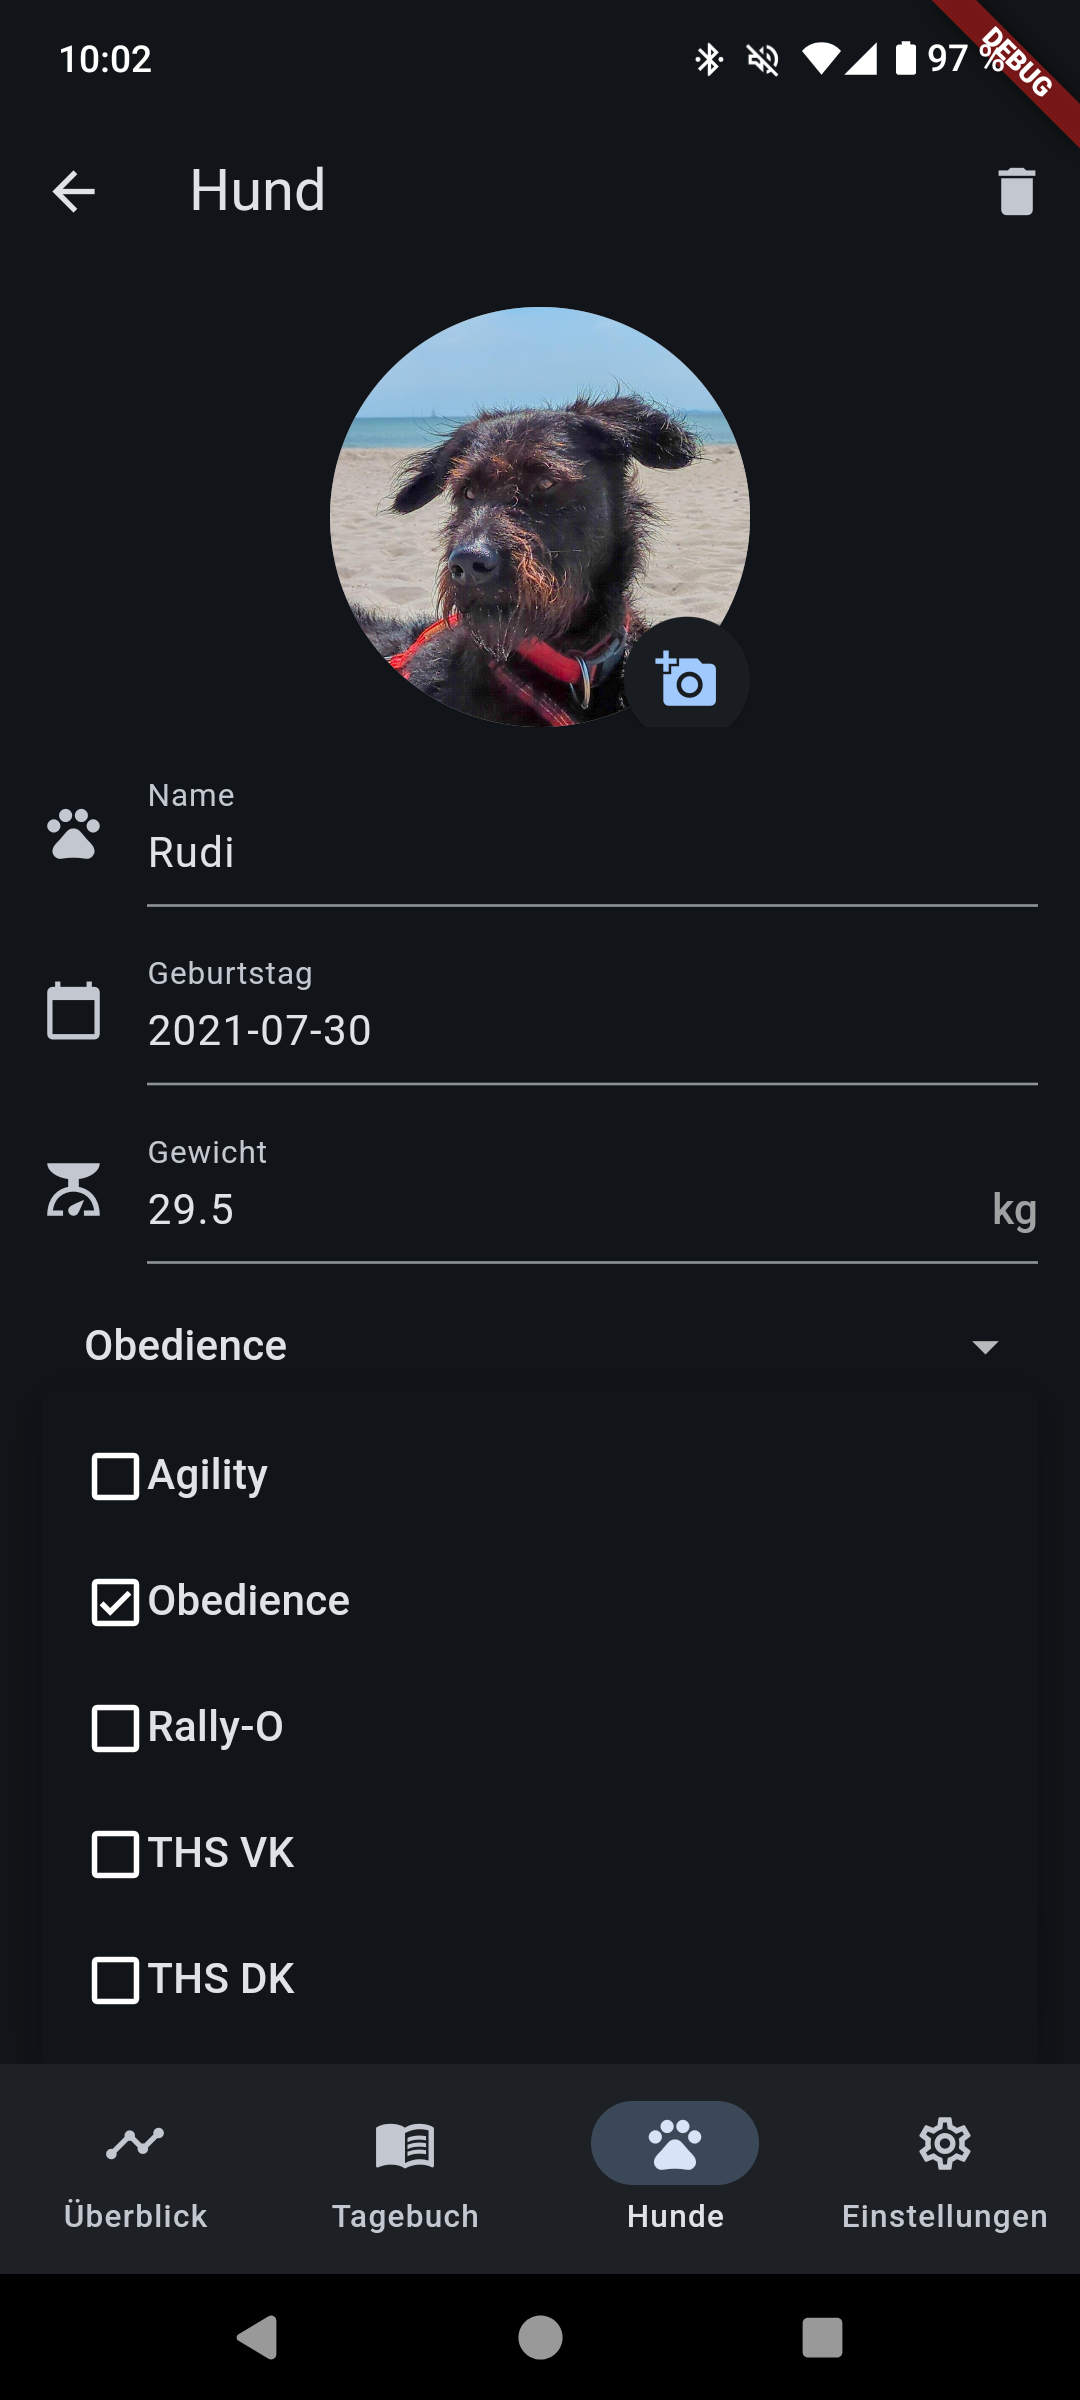 10:02
97 %
DEBUG
Hund
Name
Rudi
Geburtstag
2021-07-30
Gewicht
29.5
kg
Obedience
Agility
Obedience
Rally-O
THS VK
THS DK
Überblick
Tagebuch
Hunde
Einstellungen